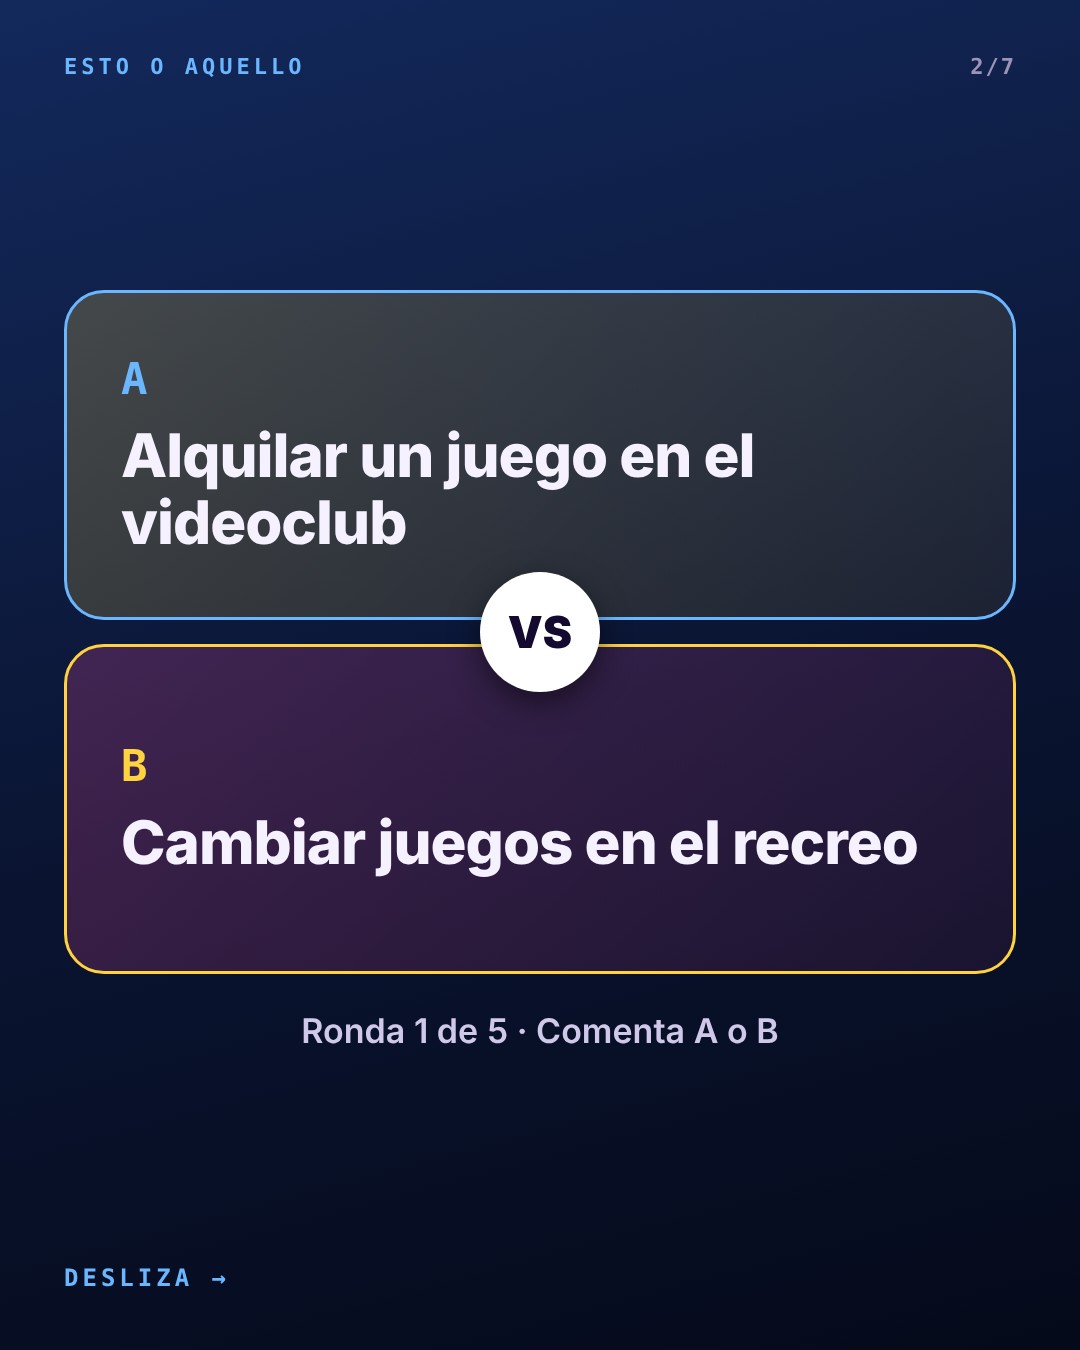 ESTO O AQUELLO
2/7
A
Alquilar un juego en el
videoclub
VS
B
Cambiar juegos en el recreo
Ronda 1 de 5 · Comenta A o B
DESLIZA →